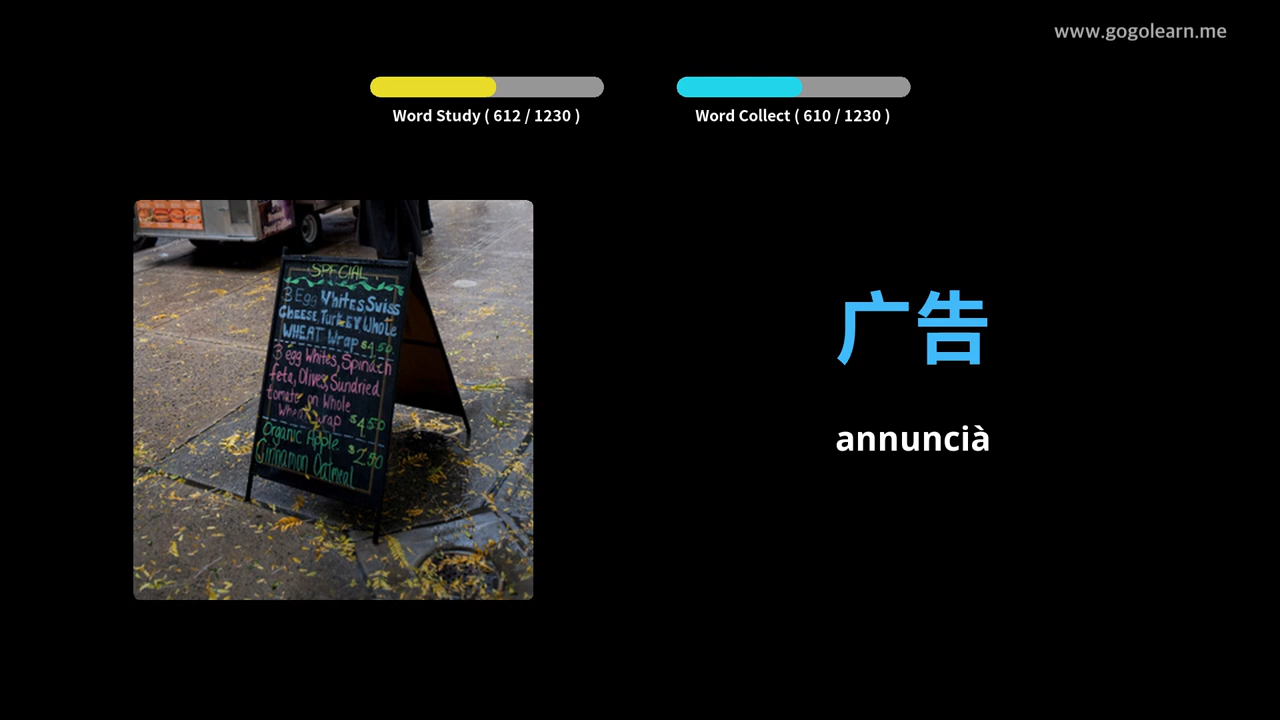 www.gogolearn.me
Word Study ( 612 / 1230 )
Word Collect ( 610 / 1230 )
SPECIAL
3 Egg Whites, Swiss
Cheese, Turkey Whole
WHEAT Wrap $4.50
3 egg Whites, Spinach
feta, Olives, Sundried
tomato on Whole
Wheat wrap $4.50
Organic Apple
Cinnamon Oatmeal $2.50
广告
annuncià